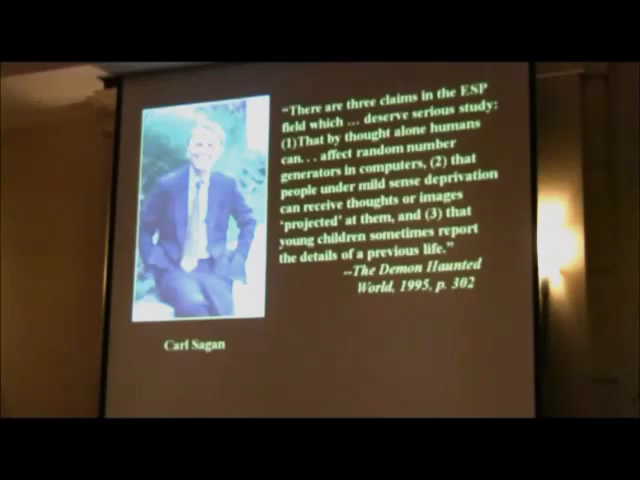 “There are three claims in the ESP
field which ... deserve serious study:
(1)That by thought alone humans
can. . . affect random number
generators in computers, (2) that
people under mild sense deprivation
can receive thoughts or images
‘projected’ at them, and (3) that
young children sometimes report
the details of a previous life.”
--The Demon Haunted
World, 1995, p. 302
Carl Sagan